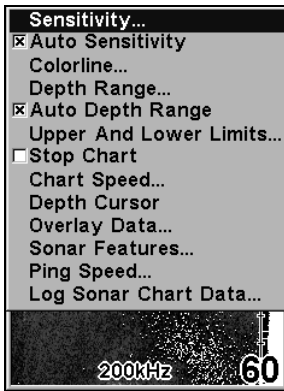 Sensitivity...
Auto Sensitivity
Colorline...
Depth Range...
Auto Depth Range
Upper And Lower Limits...
Stop Chart
Chart Speed...
Depth Cursor
Overlay Data...
Sonar Features...
Ping Speed...
Log Sonar Chart Data...
200kHz 60